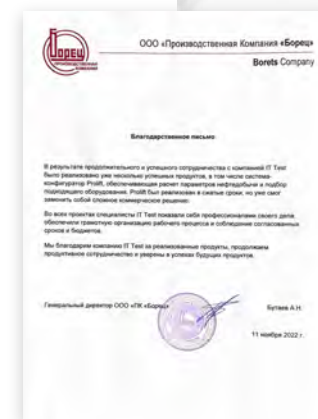 Борец
ПРОИЗВОДСТВЕННАЯ
КОМПАНИЯ
ООО «Производственная Компания «Борец»
Borets Company
Благодарственное письмо
В результате продолжительного и успешного сотрудничества с компанией IT Test
было реализовано уже несколько успешных продуктов, в том числе система-
конфигуратор Prolift, обеспечивающая расчет параметров нефтедобычи и подбор
подходящего оборудования. Prolift был реализован в сжатые сроки, но уже смог
заменить собой сложное коммерческое решение.
Во всех проектах специалисты IT Test показали себя профессионалами своего дела,
обеспечили грамотную организацию рабочего процесса и соблюдение согласованных
сроков и бюджетов.
Мы благодарим компанию IT Test за реализованные продукты, продолжаем
продуктивное сотрудничество и уверены в успехах будущих продуктов.
Генеральный директор ООО «ПК «Борец»
Бутаев А.Н.
11 ноября 2022 г.